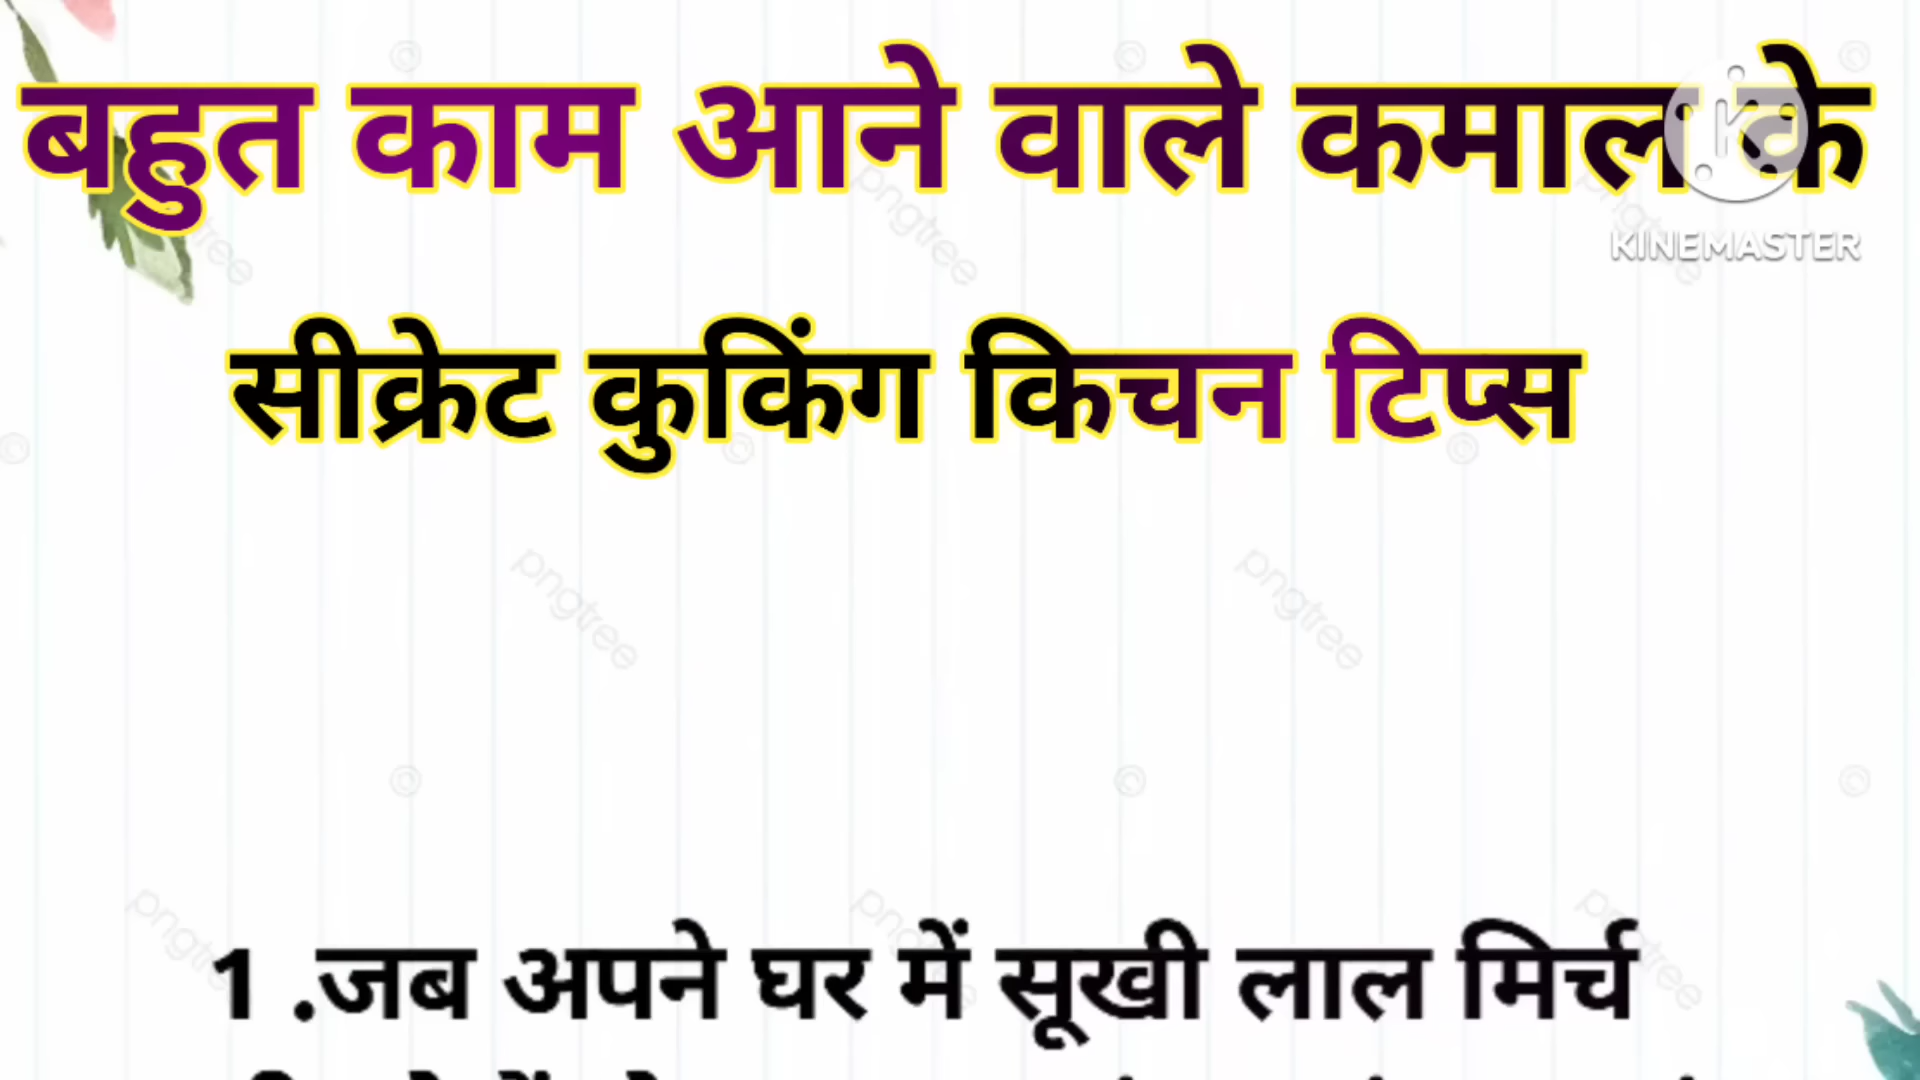 बहुत काम आने वाले कमाल के
KINEMASTER
सीक्रेट कुकिंग किचन टिप्स
1 .जब अपने घर में सूखी लाल मिर्च